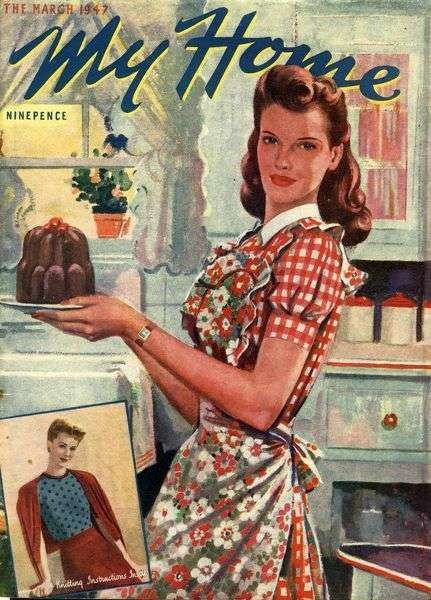 THE MARCH 1947
My Home
NINEPENCE
Knitting Instructions Inside